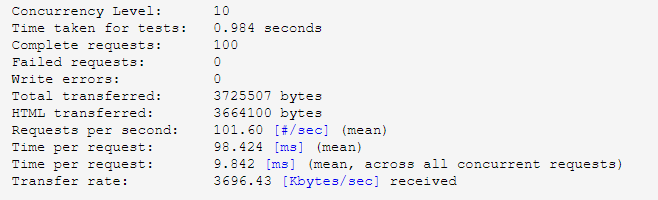 Concurrency Level: 10
Time taken for tests: 0.984 seconds
Complete requests: 100
Failed requests: 0
Write errors: 0
Total transferred: 3725507 bytes
HTML transferred: 3664100 bytes
Requests per second: 101.60 [#/sec] (mean)
Time per request: 98.424 [ms] (mean)
Time per request: 9.842 [ms] (mean, across all concurrent requests)
Transfer rate: 3696.43 [Kbytes/sec] received